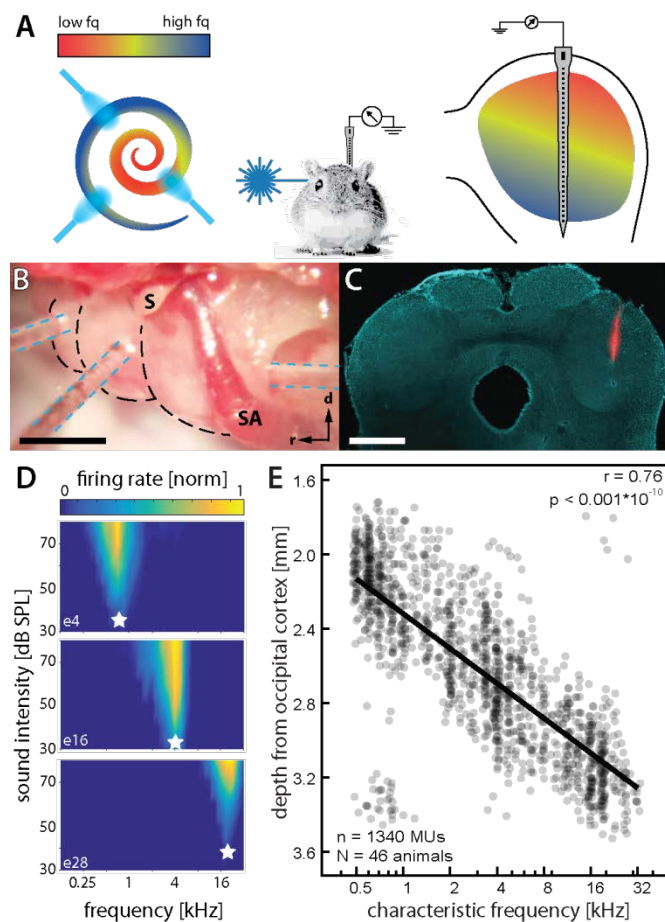 A
low fq
high fq
B
S
SA
d
r
C
D
firing rate [norm]
0
1
70
50
30
e4
70
50
30
e16
70
50
30
e28
0.25
1
4
16
sound intensity [dB SPL]
frequency [kHz]
E
r = 0.76
p < 0.001*10-10
1.6
2.0
2.4
2.8
3.2
3.6
depth from occipital cortex [mm]
n = 1340 MUs
N = 46 animals
0.5
1
2
4
8
16
32
characteristic frequency [kHz]